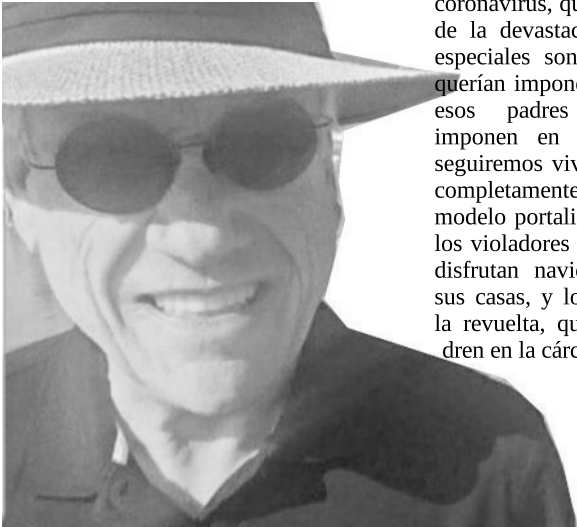 coronavirus, qu
de la devastac
especiales son
querían impone
esos padres
imponen en
seguiremos viv
completamente
modelo portali
los violadores
disfrutan navi
sus casas, y lo
la revuelta, qu
dren en la cárc